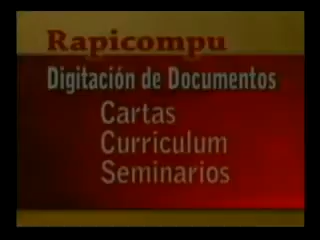 Rapicompu
Digitación de Documentos
Cartas
Curriculum
Seminarios